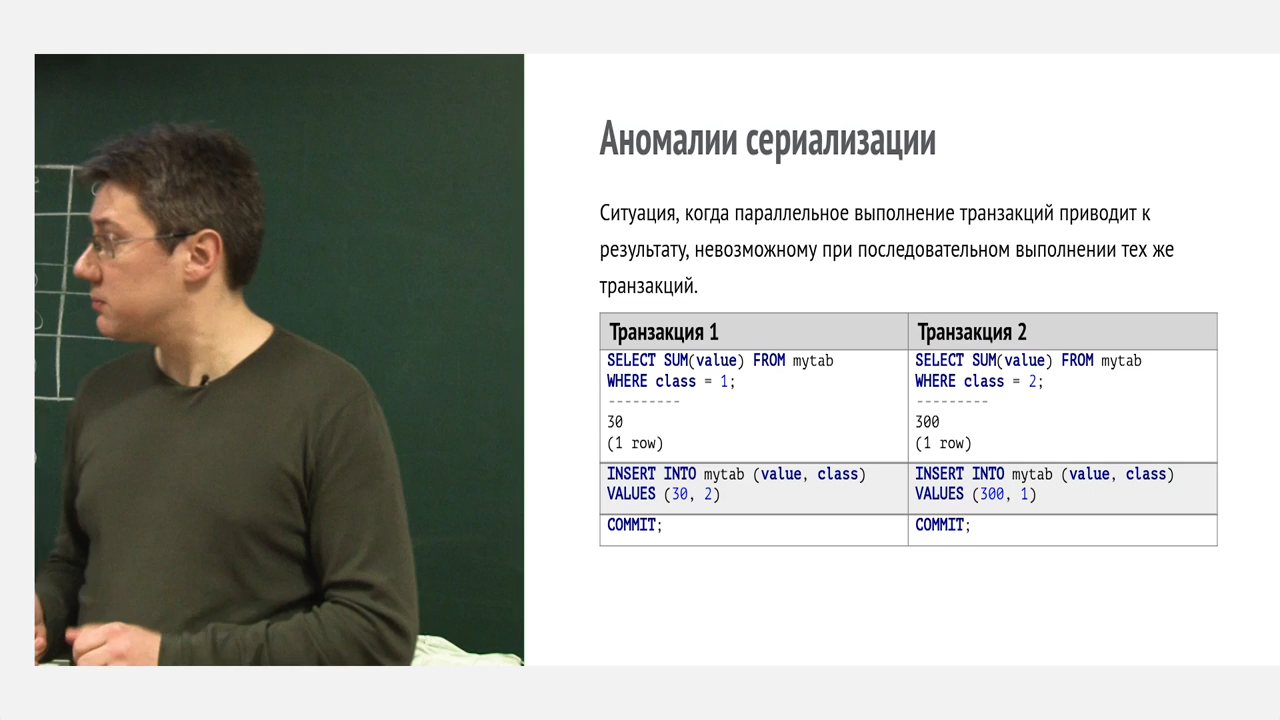 Аномалии сериализации
Ситуация, когда параллельное выполнение транзакций приводит к
результату, невозможному при последовательном выполнении тех же
транзакций.
Транзакция 1
Транзакция 2
SELECT SUM(value) FROM mytab
WHERE class = 1;
---------
30
(1 row)
SELECT SUM(value) FROM mytab
WHERE class = 2;
---------
300
(1 row)
INSERT INTO mytab (value, class)
VALUES (30, 2)
INSERT INTO mytab (value, class)
VALUES (300, 1)
COMMIT;
COMMIT;